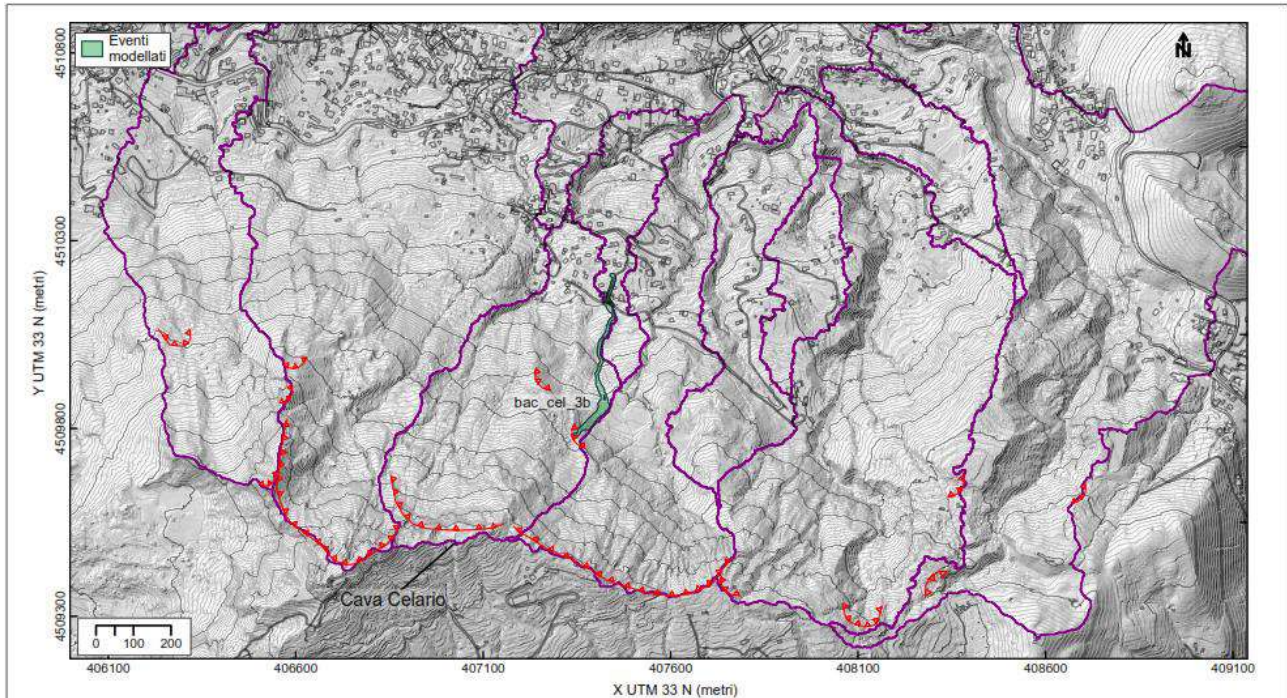 Eventi
modellati
N
4510800
4510300
4509800
4509300
Y UTM 33 N (metri)
bac_cel_3b
Cava Celario
0 100 200
406100 406600 407100 407600 408100 408600 409100
X UTM 33 N (metri)